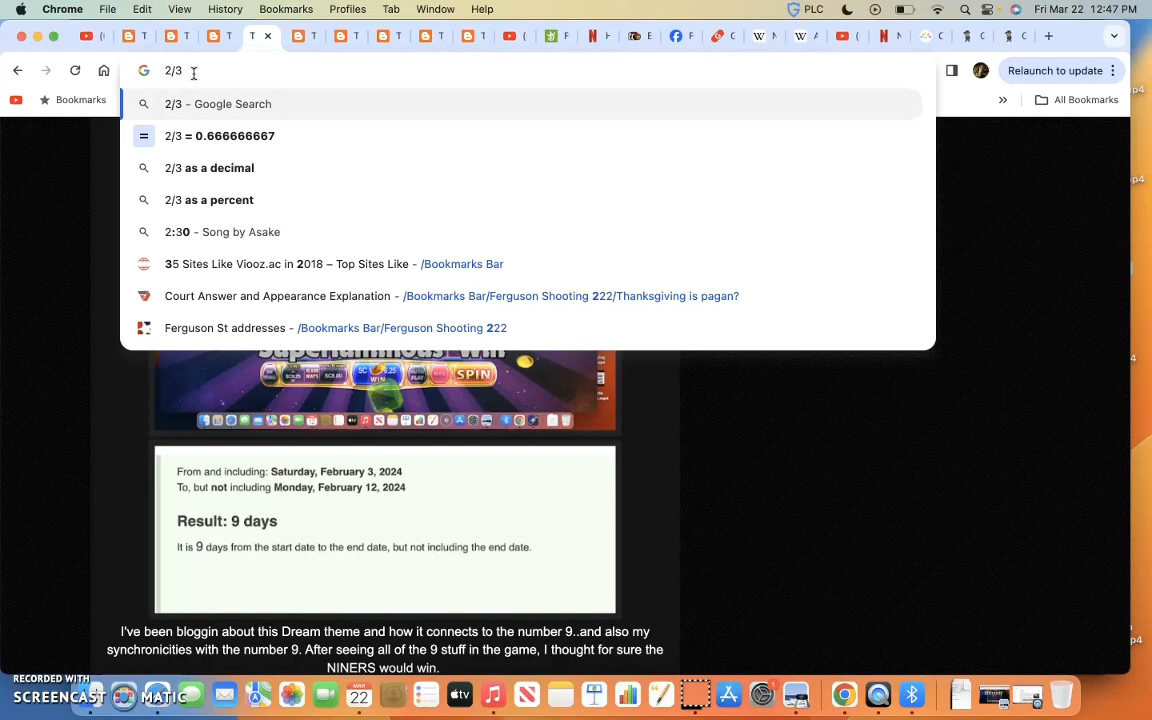 Chrome File Edit View History Bookmarks Profiles Tab Window Help PLC Fri Mar 22 12:47 PM
T T T T T T T T T
2/3 Relaunch to update
Bookmarks All Bookmarks
2/3 - Google Search
2/3 = 0.666666667
2/3 as a decimal
2/3 as a percent
2:30 - Song by Asake
35 Sites Like Viooz.ac in 2018 – Top Sites Like - /Bookmarks Bar
Court Answer and Appearance Explanation - /Bookmarks Bar/Ferguson Shooting 222/Thanksgiving is pagan?
Ferguson St addresses - /Bookmarks Bar/Ferguson Shooting 222
WIN SPIN
From and including: Saturday, February 3, 2024
To, but not including Monday, February 12, 2024
Result: 9 days
It is 9 days from the start date to the end date, but not including the end date.
I've been bloggin about this Dream theme and how it connects to the number 9..and also my
synchronicities with the number 9. After seeing all of the 9 stuff in the game, I thought for sure the
NINERS would win.
RECORDED WITH
SCREENCAST MATIC
MAR
22
tv